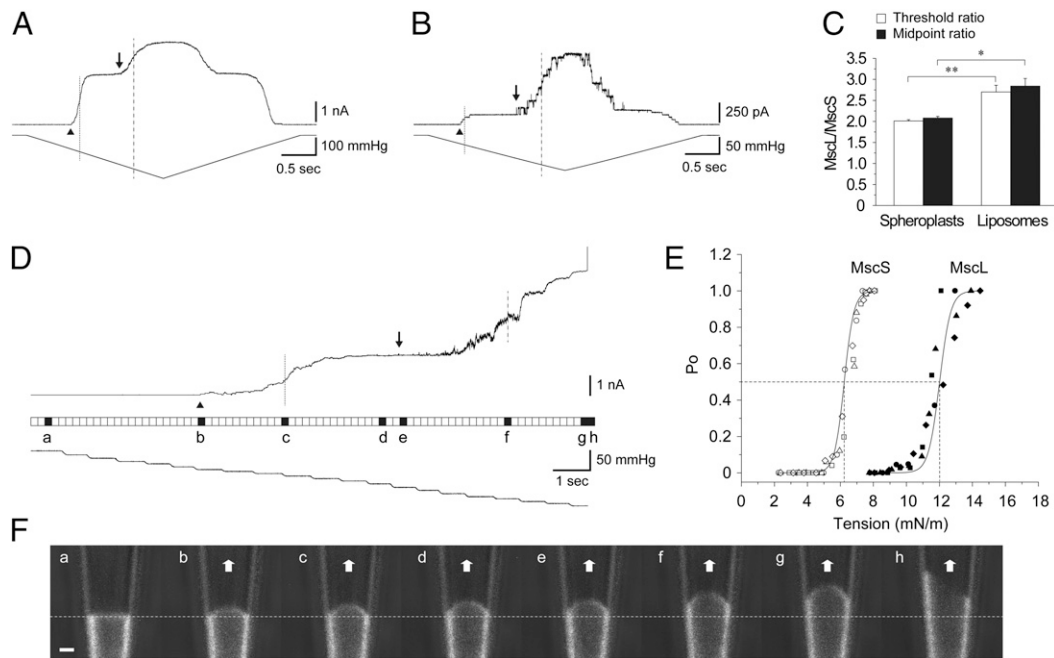 A
1 nA
100 mmHg
0.5 sec
B
250 pA
50 mmHg
0.5 sec
C
Threshold ratio
Midpoint ratio
**
*
MscL/MscS
3.5
3.0
2.5
2.0
1.5
1.0
0.5
0
Spheroplasts Liposomes
D
1 nA
a b c d e f g h
50 mmHg
1 sec
E
MscS MscL
Po
1.2
1.0
0.8
0.6
0.4
0.2
0.0
0 2 4 6 8 10 12 14 16 18
Tension (mN/m)
F
a b c d e f g h